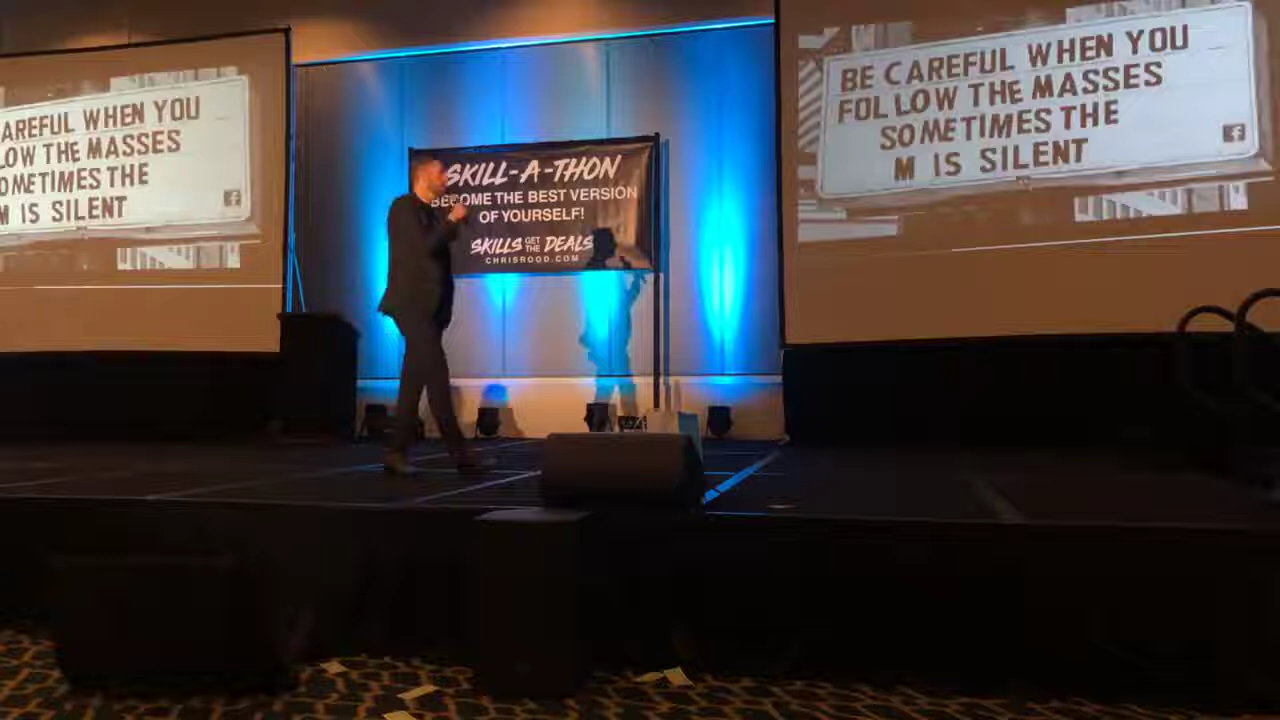 AREFUL WHEN YOU
LOW THE MASSES
OMETIMES THE
M IS SILENT
SKILL-A-THON
BECOME THE BEST VERSION
OF YOURSELF!
SKILLS GET THE DEALS
CHRISROOD.COM
BE CAREFUL WHEN YOU
FOLLOW THE MASSES
SOMETIMES THE
M IS SILENT